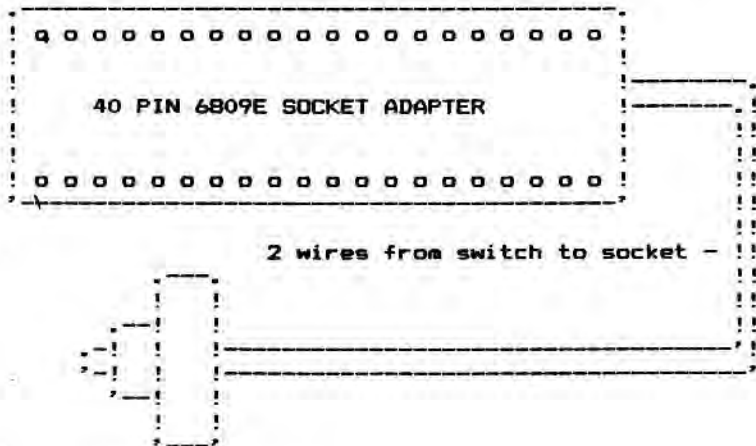 40 PIN 6809E SOCKET ADAPTER
2 wires from switch to socket -